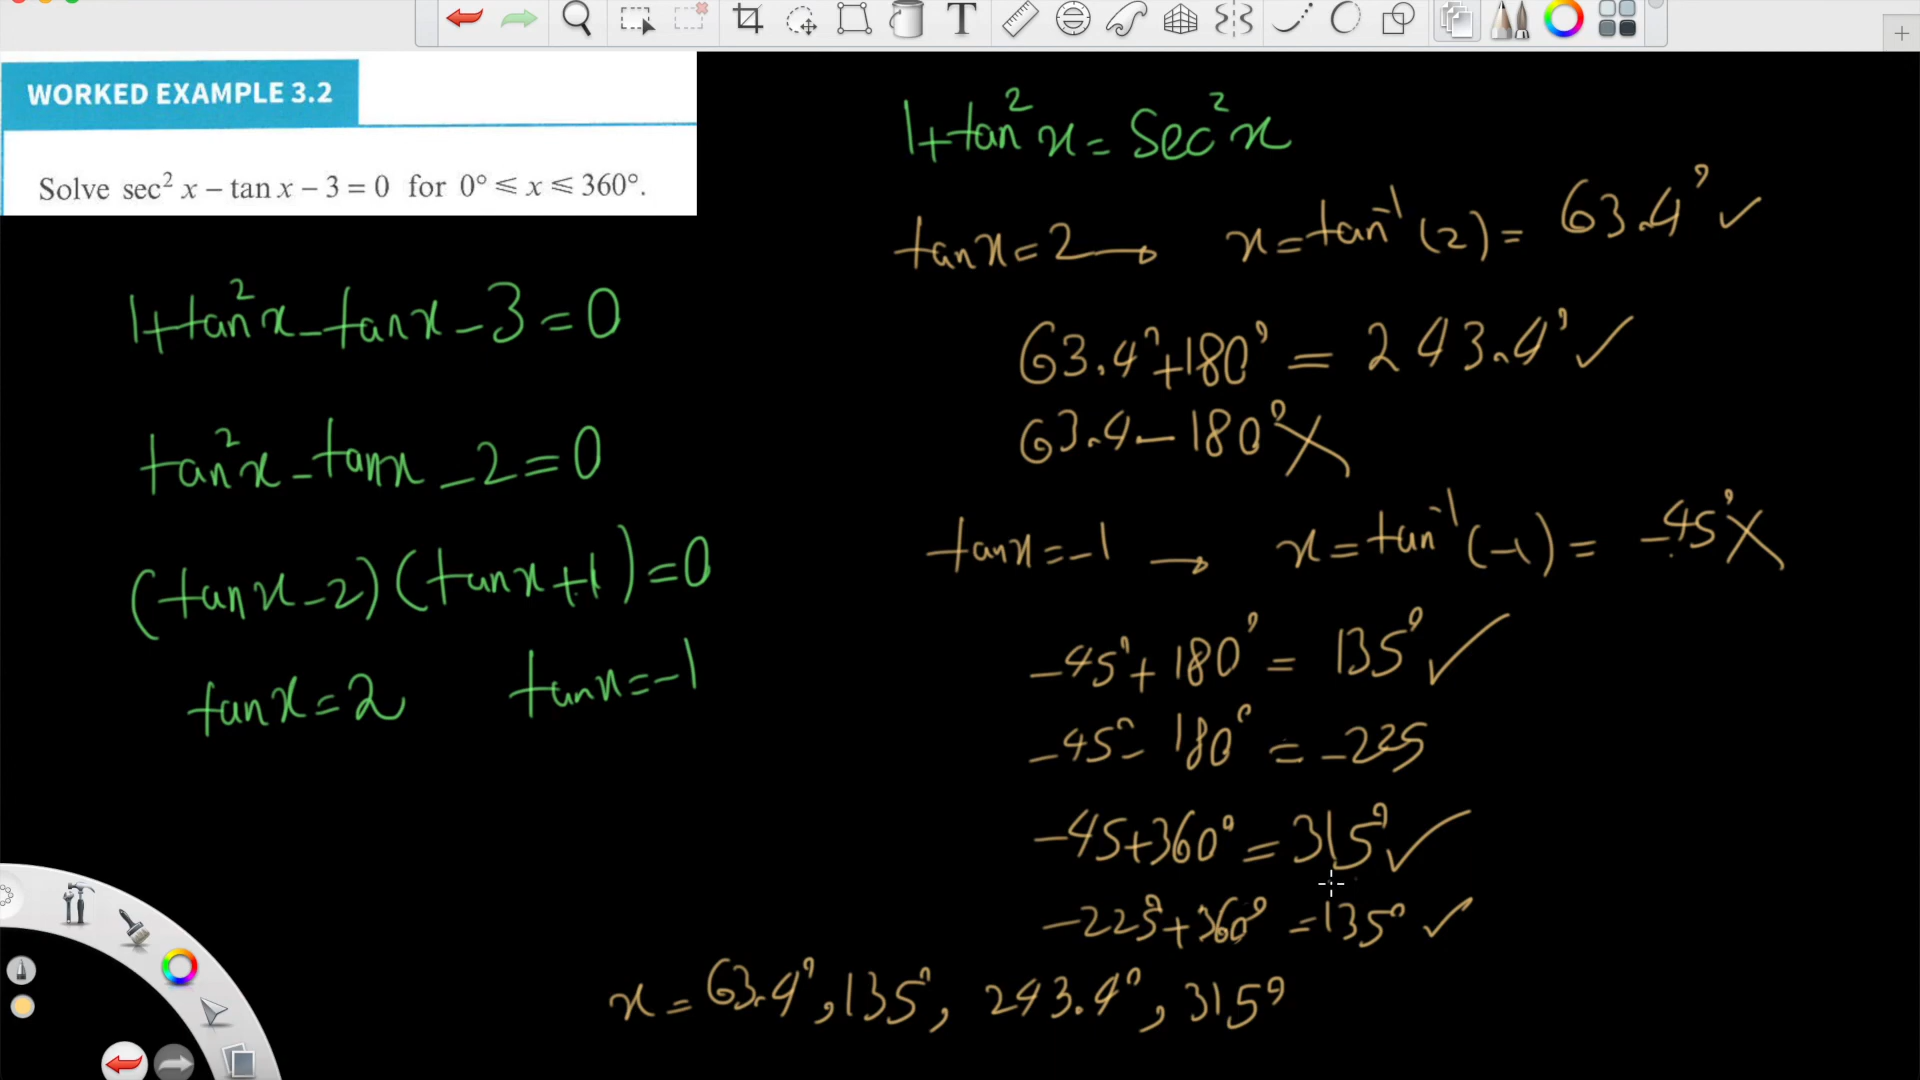 WORKED EXAMPLE 3.2
Solve sec² x − tan x − 3 = 0 for 0° ⩽ x ⩽ 360°.
1+tan²x-tanx-3=0
tan²x-tanx-2=0
(tanx-2)(tanx+1)=0
tanx=2 tanx=-1
1+tan²x=Sec²x
tanx=2→ x=tan⁻¹(2)= 63.4° ✓
63.4°+180° = 243.4° ✓
63.4-180° X
tanx=-1 → x=tan⁻¹(-1)= -45° X
-45°+180° = 135° ✓
-45°-180° = -225
-45+360° = 315° ✓
-225°+360° =135° ✓
x=63.4°,135°, 243.4°, 315°